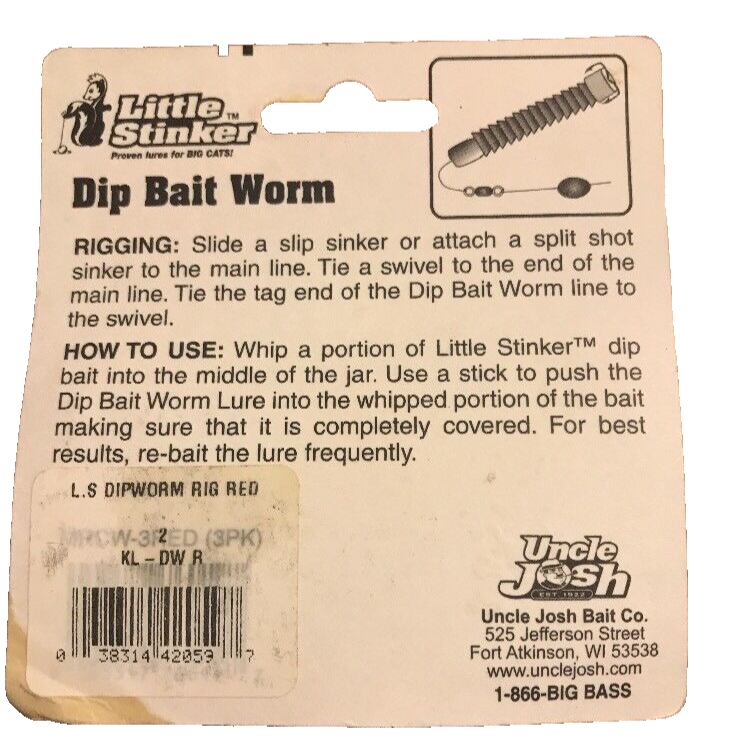 Little
Stinker™
Proven lures for BIG CATS!
Dip Bait Worm
RIGGING: Slide a slip sinker or attach a split shot
sinker to the main line. Tie a swivel to the end of the
main line. Tie the tag end of the Dip Bait Worm line to
the swivel.
HOW TO USE: Whip a portion of Little Stinker™ dip
bait into the middle of the jar. Use a stick to push the
Dip Bait Worm Lure into the whipped portion of the bait
making sure that it is completely covered. For best
results, re-bait the lure frequently.
L.S DIPWORM RIG RED
2
KL-DW R
0 38314 42059 7
Uncle
Josh
EST. 1922
Uncle Josh Bait Co.
525 Jefferson Street
Fort Atkinson, WI 53538
www.unclejosh.com
1-866-BIG BASS